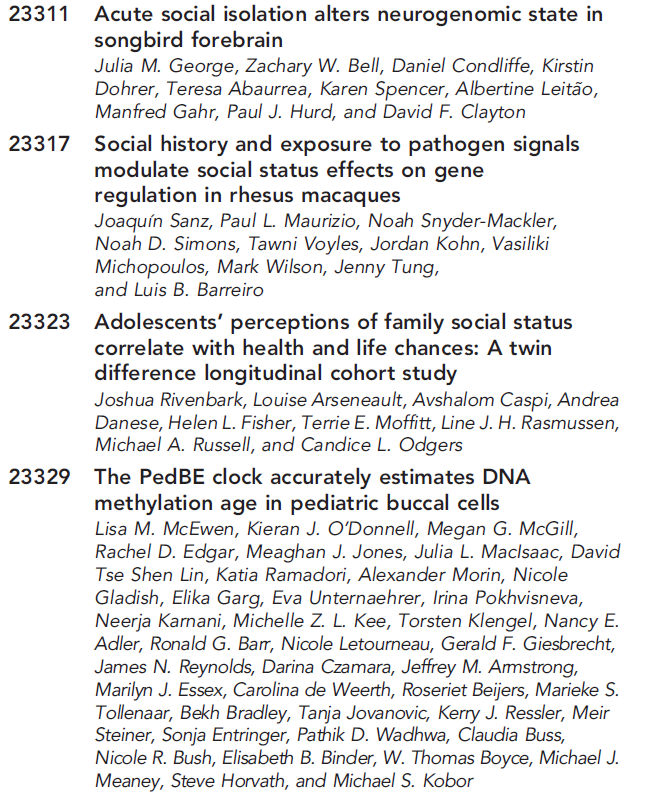 23311 Acute social isolation alters neurogenomic state in
songbird forebrain
Julia M. George, Zachary W. Bell, Daniel Condliffe, Kirstin
Dohrer, Teresa Abaurrea, Karen Spencer, Albertine Leitão,
Manfred Gahr, Paul J. Hurd, and David F. Clayton
23317 Social history and exposure to pathogen signals
modulate social status effects on gene
regulation in rhesus macaques
Joaquín Sanz, Paul L. Maurizio, Noah Snyder-Mackler,
Noah D. Simons, Tawni Voyles, Jordan Kohn, Vasiliki
Michopoulos, Mark Wilson, Jenny Tung,
and Luis B. Barreiro
23323 Adolescents’ perceptions of family social status
correlate with health and life chances: A twin
difference longitudinal cohort study
Joshua Rivenbark, Louise Arseneault, Avshalom Caspi, Andrea
Danese, Helen L. Fisher, Terrie E. Moffitt, Line J. H. Rasmussen,
Michael A. Russell, and Candice L. Odgers
23329 The PedBE clock accurately estimates DNA
methylation age in pediatric buccal cells
Lisa M. McEwen, Kieran J. O’Donnell, Megan G. McGill,
Rachel D. Edgar, Meaghan J. Jones, Julia L. MacIsaac, David
Tse Shen Lin, Katia Ramadori, Alexander Morin, Nicole
Gladish, Elika Garg, Eva Unternaehrer, Irina Pokhvisneva,
Neerja Karnani, Michelle Z. L. Kee, Torsten Klengel, Nancy E.
Adler, Ronald G. Barr, Nicole Letourneau, Gerald F. Giesbrecht,
James N. Reynolds, Darina Czamara, Jeffrey M. Armstrong,
Marilyn J. Essex, Carolina de Weerth, Roseriet Beijers, Marieke S.
Tollenaar, Bekh Bradley, Tanja Jovanovic, Kerry J. Ressler, Meir
Steiner, Sonja Entringer, Pathik D. Wadhwa, Claudia Buss,
Nicole R. Bush, Elisabeth B. Binder, W. Thomas Boyce, Michael J.
Meaney, Steve Horvath, and Michael S. Kobor